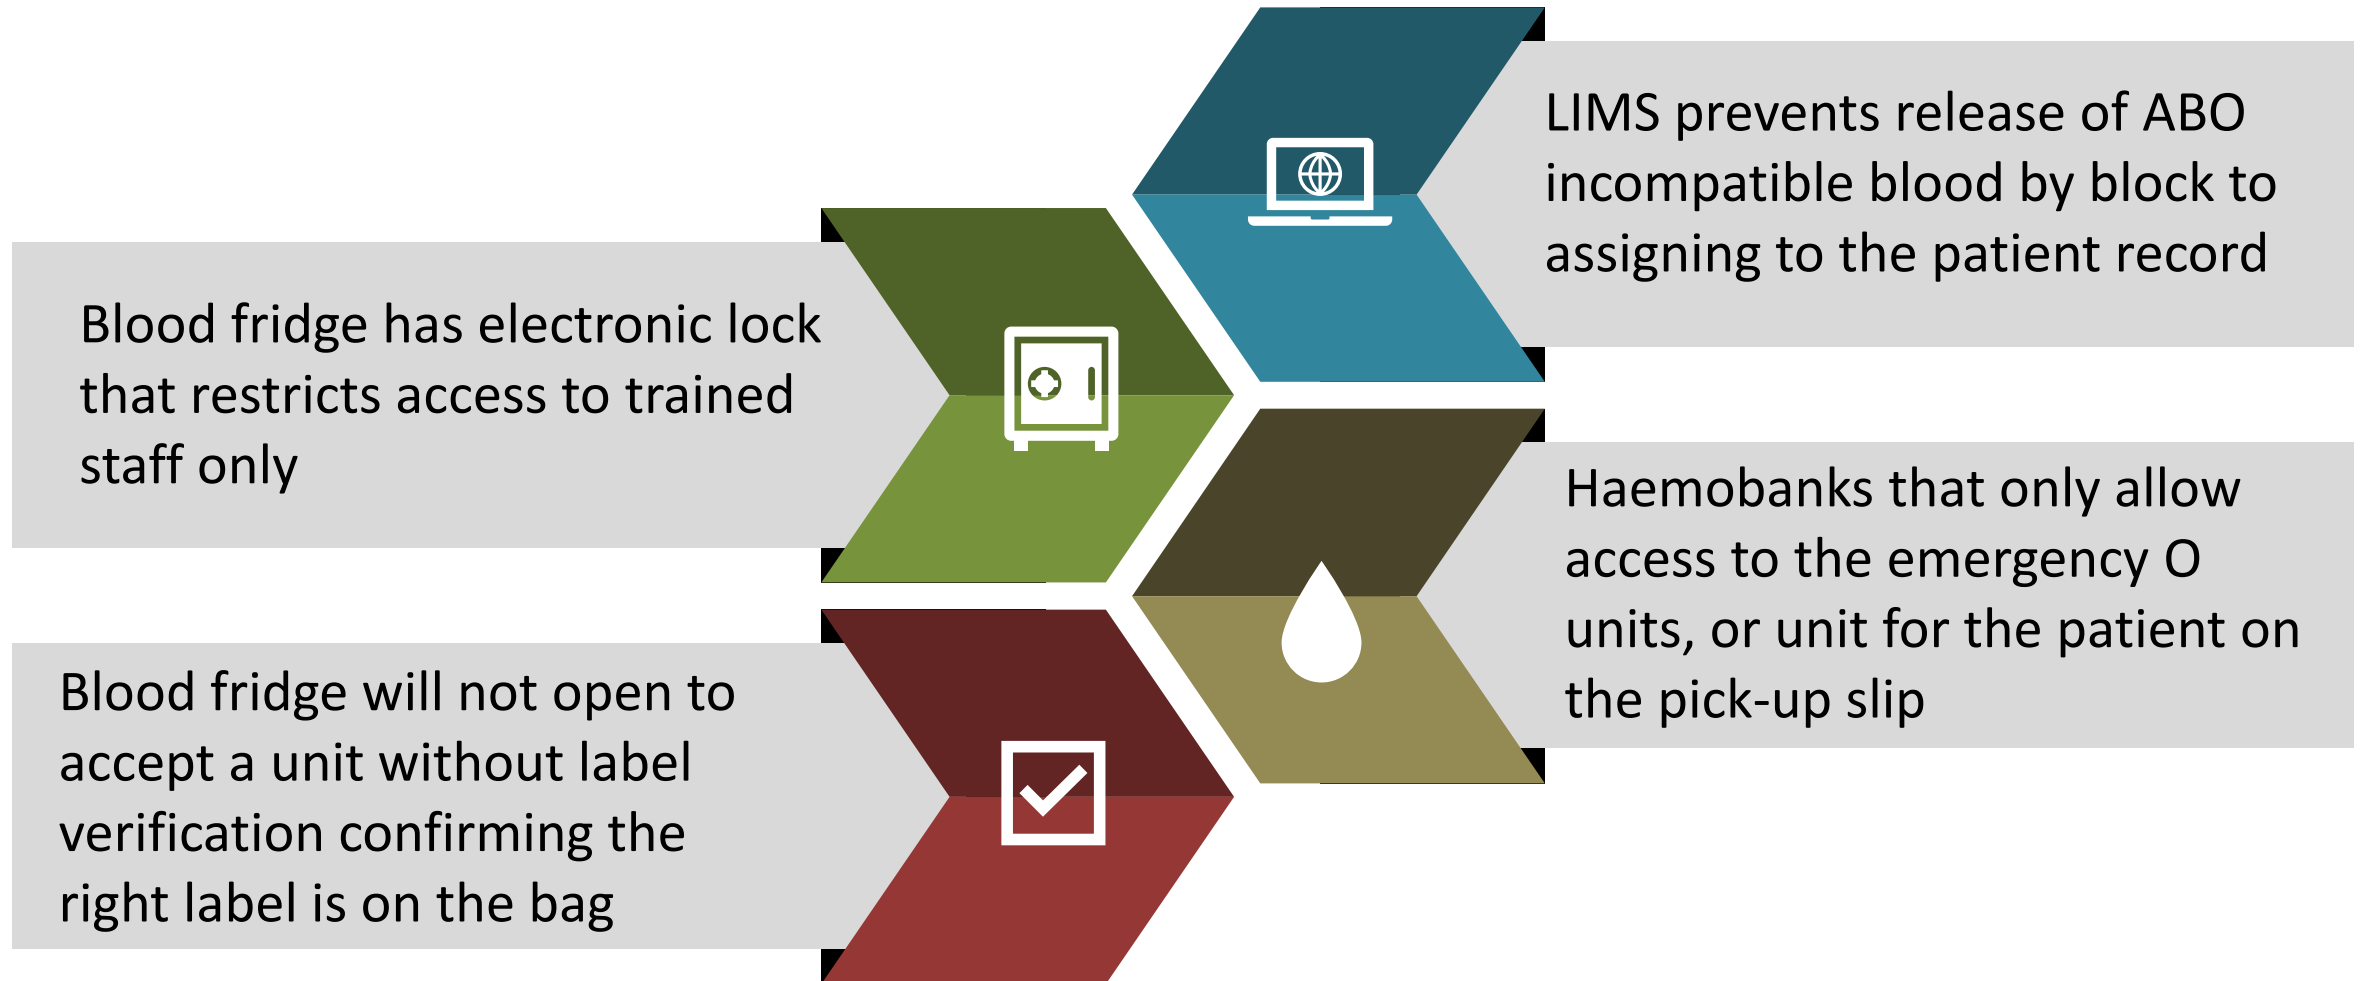 LIMS prevents release of ABO
incompatible blood by block to
assigning to the patient record
Blood fridge has electronic lock
that restricts access to trained
staff only
Haemobanks that only allow
access to the emergency O
units, or unit for the patient on
the pick-up slip
Blood fridge will not open to
accept a unit without label
verification confirming the
right label is on the bag